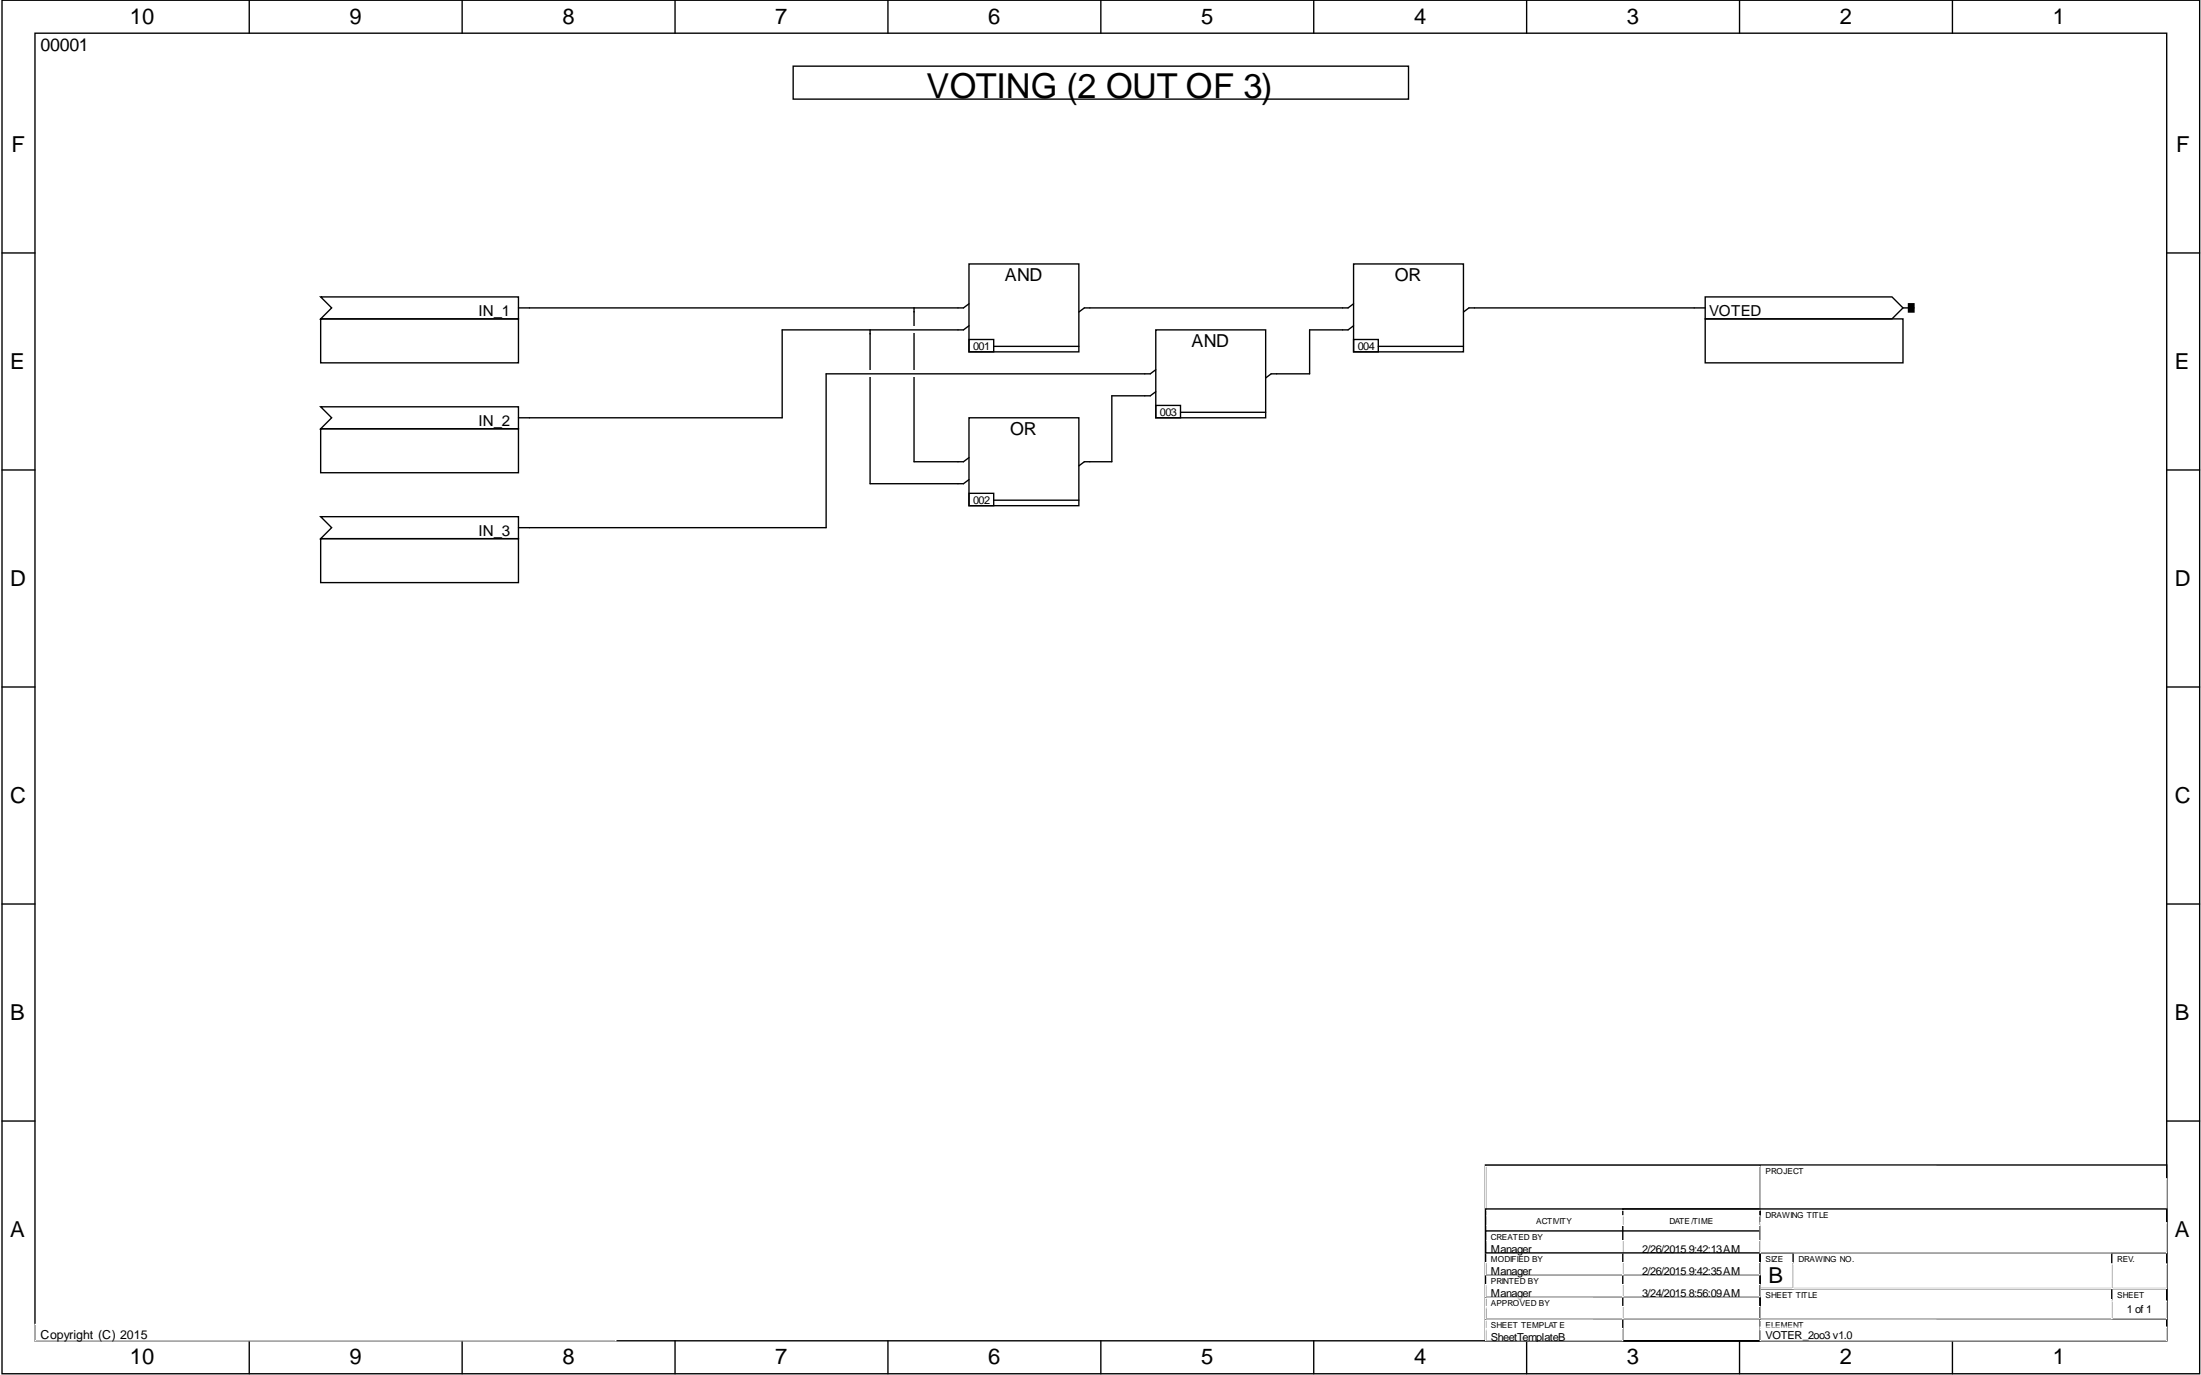 10 9 8 7 6 5 4 3 2 1
00001
VOTING (2 OUT OF 3)
F F
AND OR
IN_1 VOTED
AND
001 004
E E
003
IN_2 OR
002
IN_3
D D
C C
B B
PROJECT
ACTIVITY DATE/TIME DRAWING TITLE
A A
CREATED BY
Manager 2/26/2015 9:42:13 AM
MODIFIED BY SIZE DRAWING NO. REV.
Manager 2/26/2015 9:42:35 AM B
PRINTED BY
Manager 3/24/2015 8:56:09 AM SHEET TITLE SHEET
APPROVED BY 1 of 1
SHEET TEMPLATE ELEMENT
SheetTemplateB VOTER_2oo3 v1.0
Copyright (C) 2015
10 9 8 7 6 5 4 3 2 1